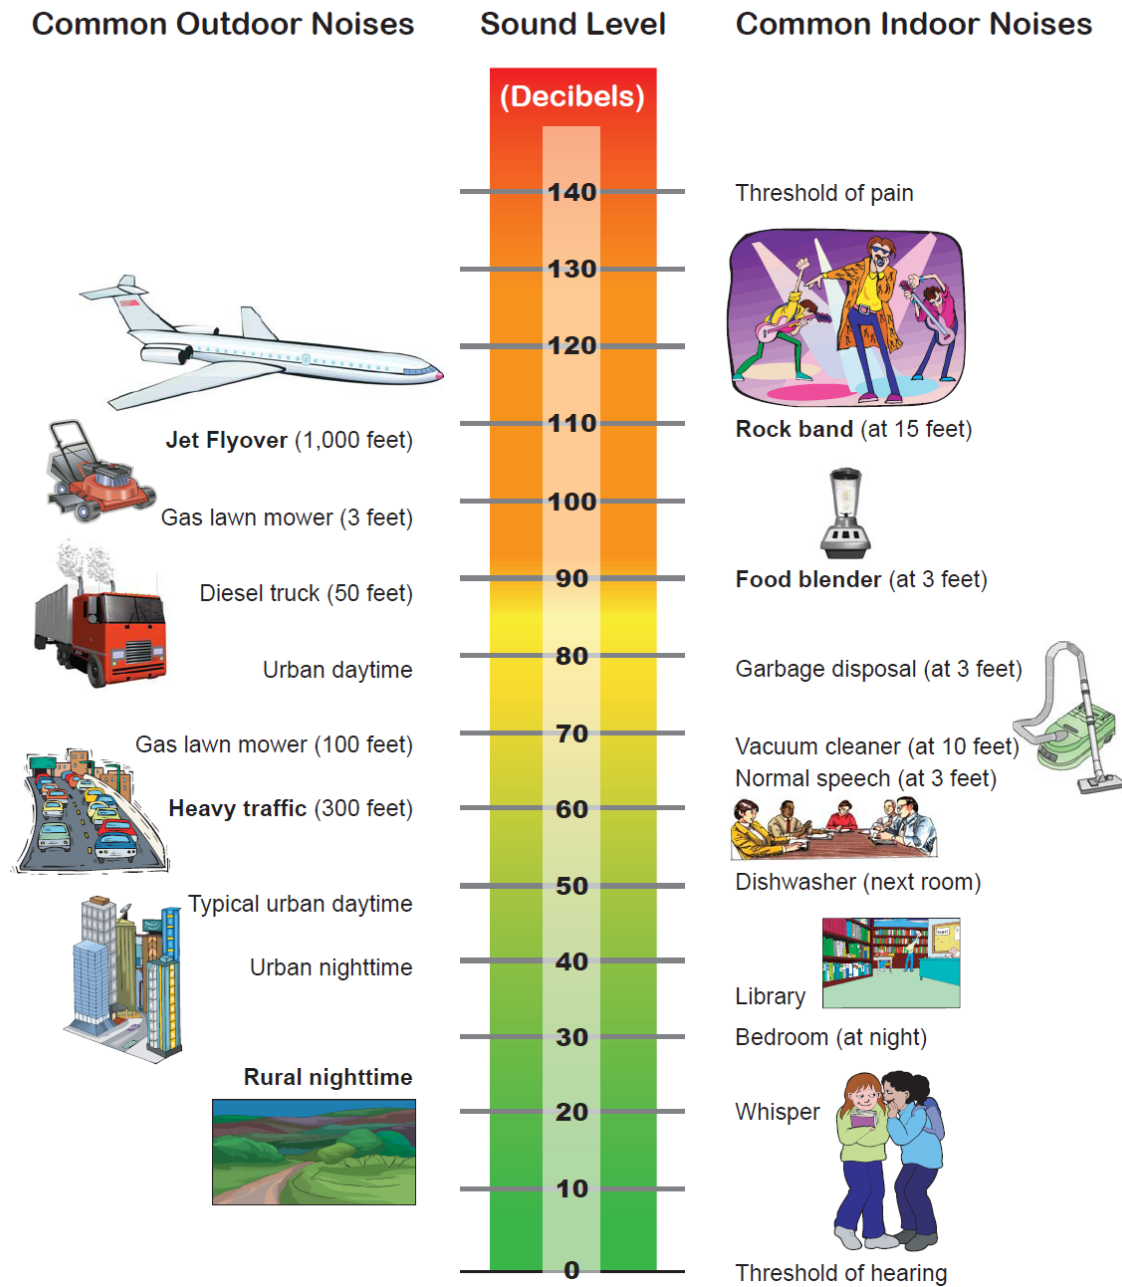 Common Outdoor Noises
Sound Level
Common Indoor Noises
(Decibels)
140
Threshold of pain
130
120
110
Jet Flyover (1,000 feet)
Rock band (at 15 feet)
100
Gas lawn mower (3 feet)
90
Food blender (at 3 feet)
Diesel truck (50 feet)
80
Urban daytime
Garbage disposal (at 3 feet)
70
Gas lawn mower (100 feet)
Vacuum cleaner (at 10 feet)
Normal speech (at 3 feet)
60
Heavy traffic (300 feet)
50
Dishwasher (next room)
Typical urban daytime
40
Urban nighttime
Library
30
Bedroom (at night)
Rural nighttime
20
Whisper
10
0
Threshold of hearing